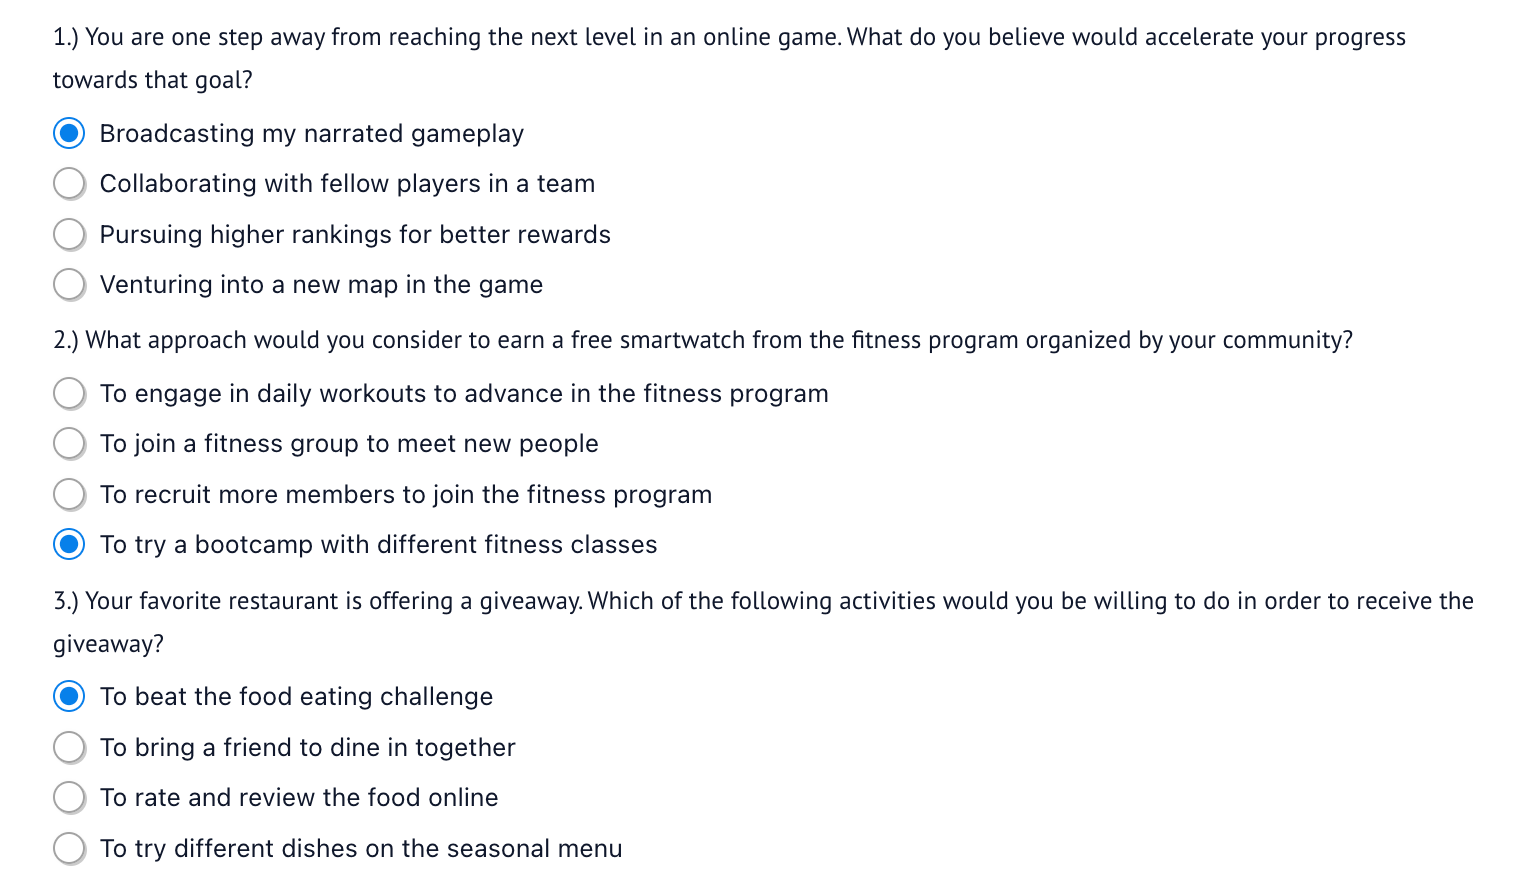 1.) You are one step away from reaching the next level in an online game. What do you believe would accelerate your progress
towards that goal?
Broadcasting my narrated gameplay
Collaborating with fellow players in a team
Pursuing higher rankings for better rewards
Venturing into a new map in the game
2.) What approach would you consider to earn a free smartwatch from the fitness program organized by your community?
To engage in daily workouts to advance in the fitness program
To join a fitness group to meet new people
To recruit more members to join the fitness program
To try a bootcamp with different fitness classes
3.) Your favorite restaurant is offering a giveaway. Which of the following activities would you be willing to do in order to receive the
giveaway?
To beat the food eating challenge
To bring a friend to dine in together
To rate and review the food online
To try different dishes on the seasonal menu